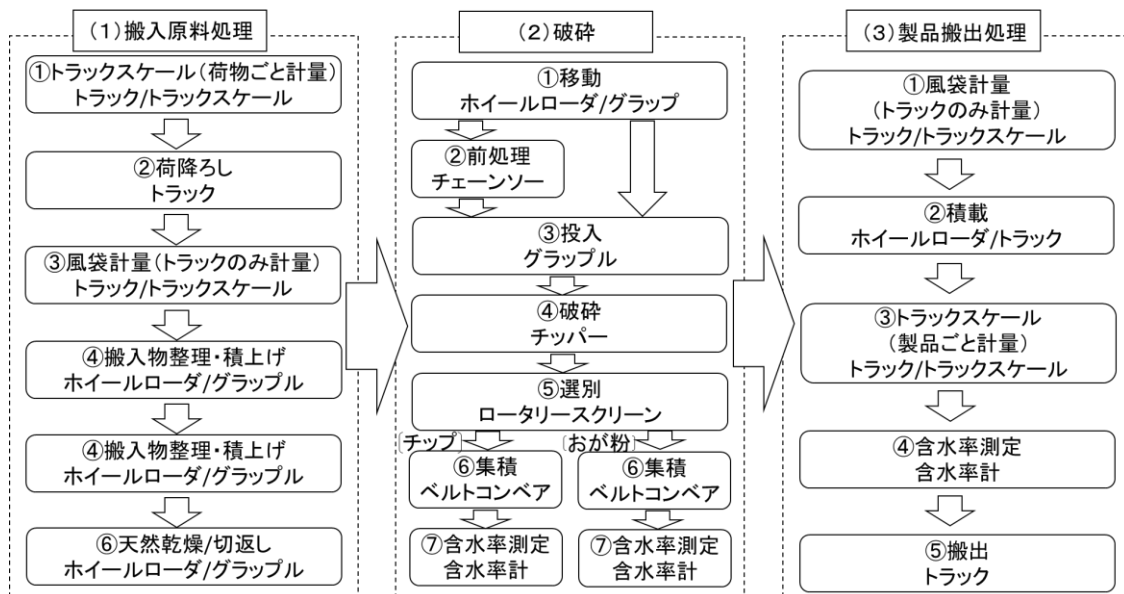 (1)搬入原料処理
①トラックスケール(荷物ごと計量)
トラック/トラックスケール
②荷降ろし
トラック
③風袋計量(トラックのみ計量)
トラック/トラックスケール
④搬入物整理・積上げ
ホイールローダ/グラップル
④搬入物整理・積上げ
ホイールローダ/グラップル
⑥天然乾燥/切返し
ホイールローダ/グラップル
(2)破砕
①移動
ホイールローダ/グラップ
②前処理
チェーンソー
③投入
グラップル
④破砕
チッパー
⑤選別
ロータリースクリーン
〔チップ〕
〔おが粉〕
⑥集積
ベルトコンベア
⑥集積
ベルトコンベア
⑦含水率測定
含水率計
⑦含水率測定
含水率計
(3)製品搬出処理
①風袋計量
(トラックのみ計量)
トラック/トラックスケール
②積載
ホイールローダ/トラック
③トラックスケール
(製品ごと計量)
トラック/トラックスケール
④含水率測定
含水率計
⑤搬出
トラック